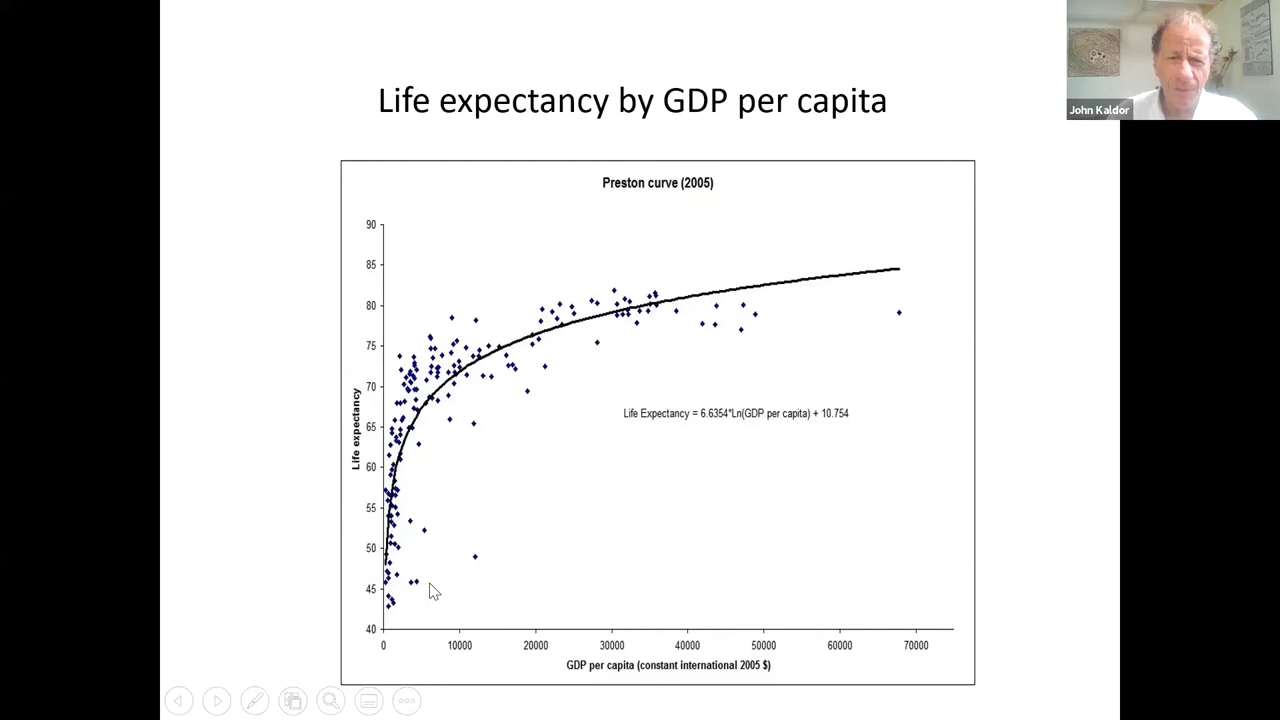 John Kaldor
Life expectancy by GDP per capita
Preston curve (2005)
90
85
80
75
70
65
60
55
50
45
40
Life expectancy
Life Expectancy = 6.6354*Ln(GDP per capita) + 10.754
0 10000 20000 30000 40000 50000 60000 70000
GDP per capita (constant international 2005 $)